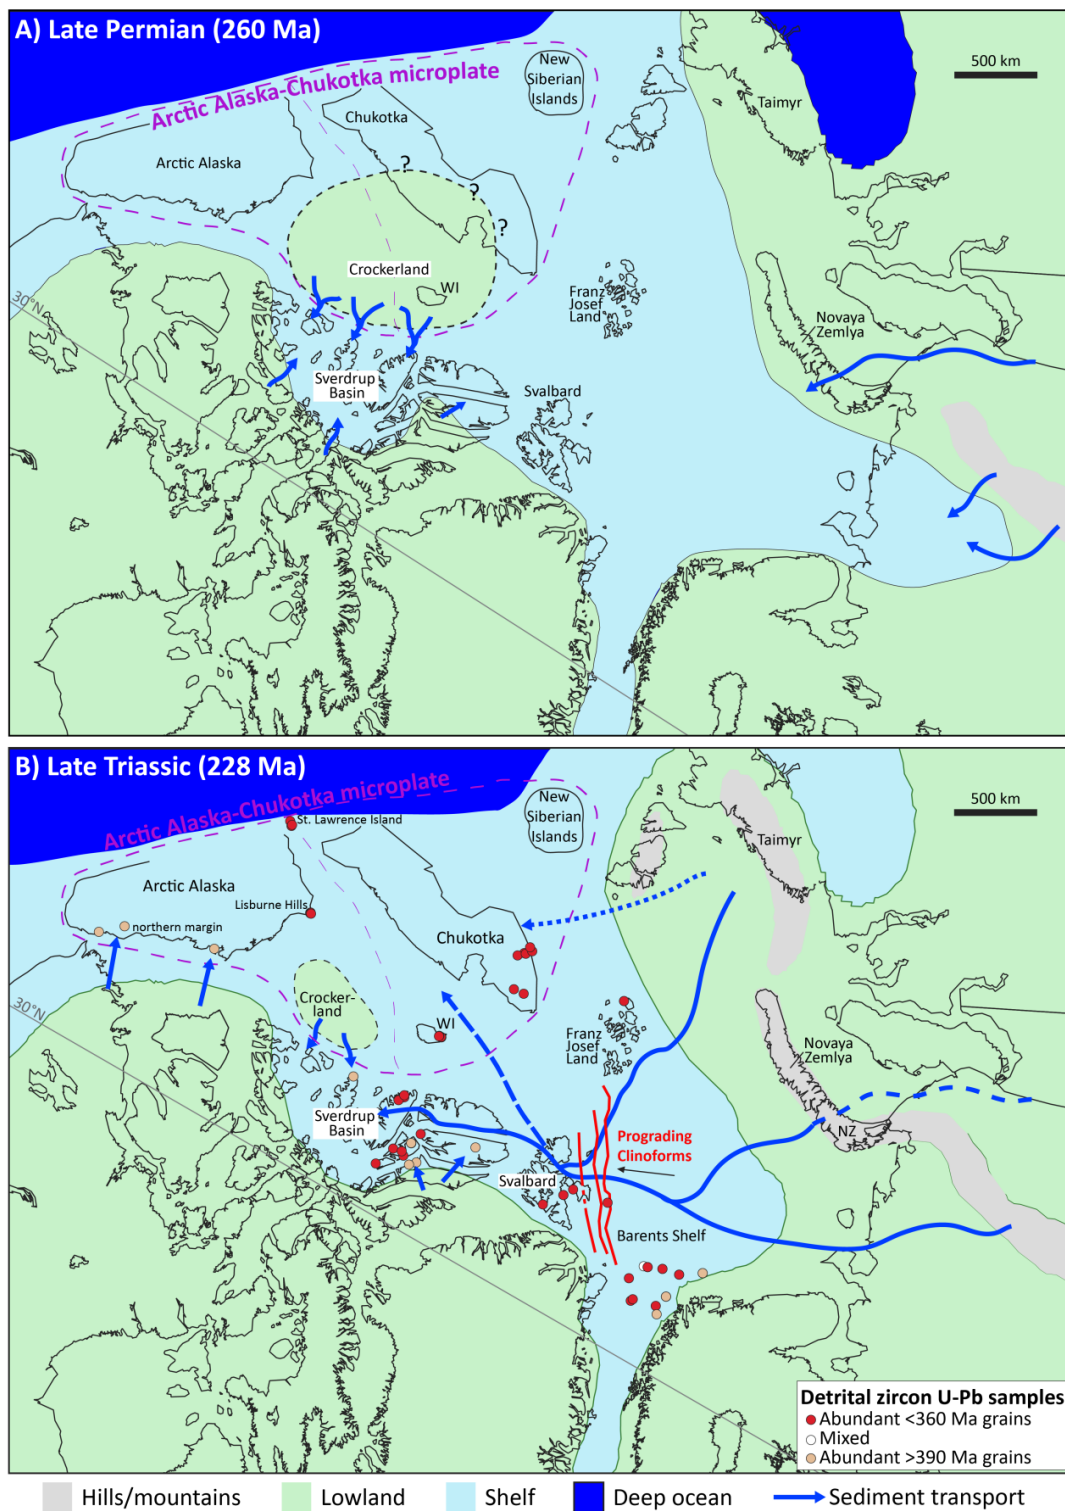 A) Late Permian (260 Ma)
Arctic Alaska-Chukotka microplate
New
Siberian
Islands
500 km
Taimyr
Chukotka
Arctic Alaska
?
?
?
Crockerland
WI
Franz
Josef
Land
30°N
Novaya
Zemlya
Sverdrup
Basin
Svalbard
B) Late Triassic (228 Ma)
Arctic Alaska-Chukotka microplate
New
Siberian
Islands
500 km
St. Lawrence Island
Taimyr
Arctic Alaska
Lisburne Hills
northern margin
Chukotka
30°N
Crocker-
land
WI
Franz
Josef
Land
Novaya
Zemlya
Sverdrup
Basin
NZ
Prograding
Clinoforms
Svalbard
Barents Shelf
Detrital zircon U-Pb samples
Abundant <360 Ma grains
Mixed
Abundant >390 Ma grains
Hills/mountains
Lowland
Shelf
Deep ocean
Sediment transport